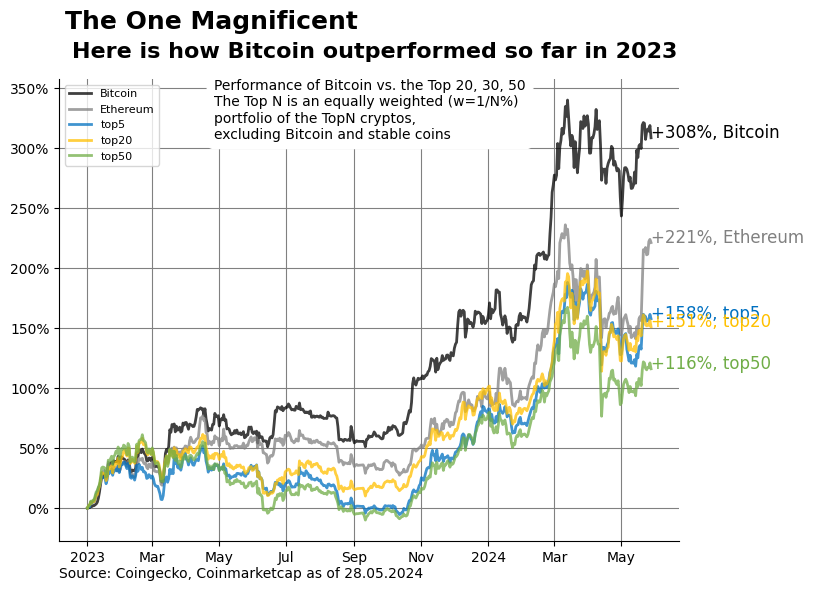 The One Magnificent
Here is how Bitcoin outperformed so far in 2023
350%
300%
250%
200%
150%
100%
50%
0%
Bitcoin
Ethereum
top5
top20
top50
Performance of Bitcoin vs. the Top 20, 30, 50
The Top N is an equally weighted (w=1/N%)
portfolio of the TopN cryptos,
excluding Bitcoin and stable coins
+308%, Bitcoin
+221%, Ethereum
+158%, top5
+151%, top20
+116%, top50
2023 Mar May Jul Sep Nov 2024 Mar May
Source: Coingecko, Coinmarketcap as of 28.05.2024